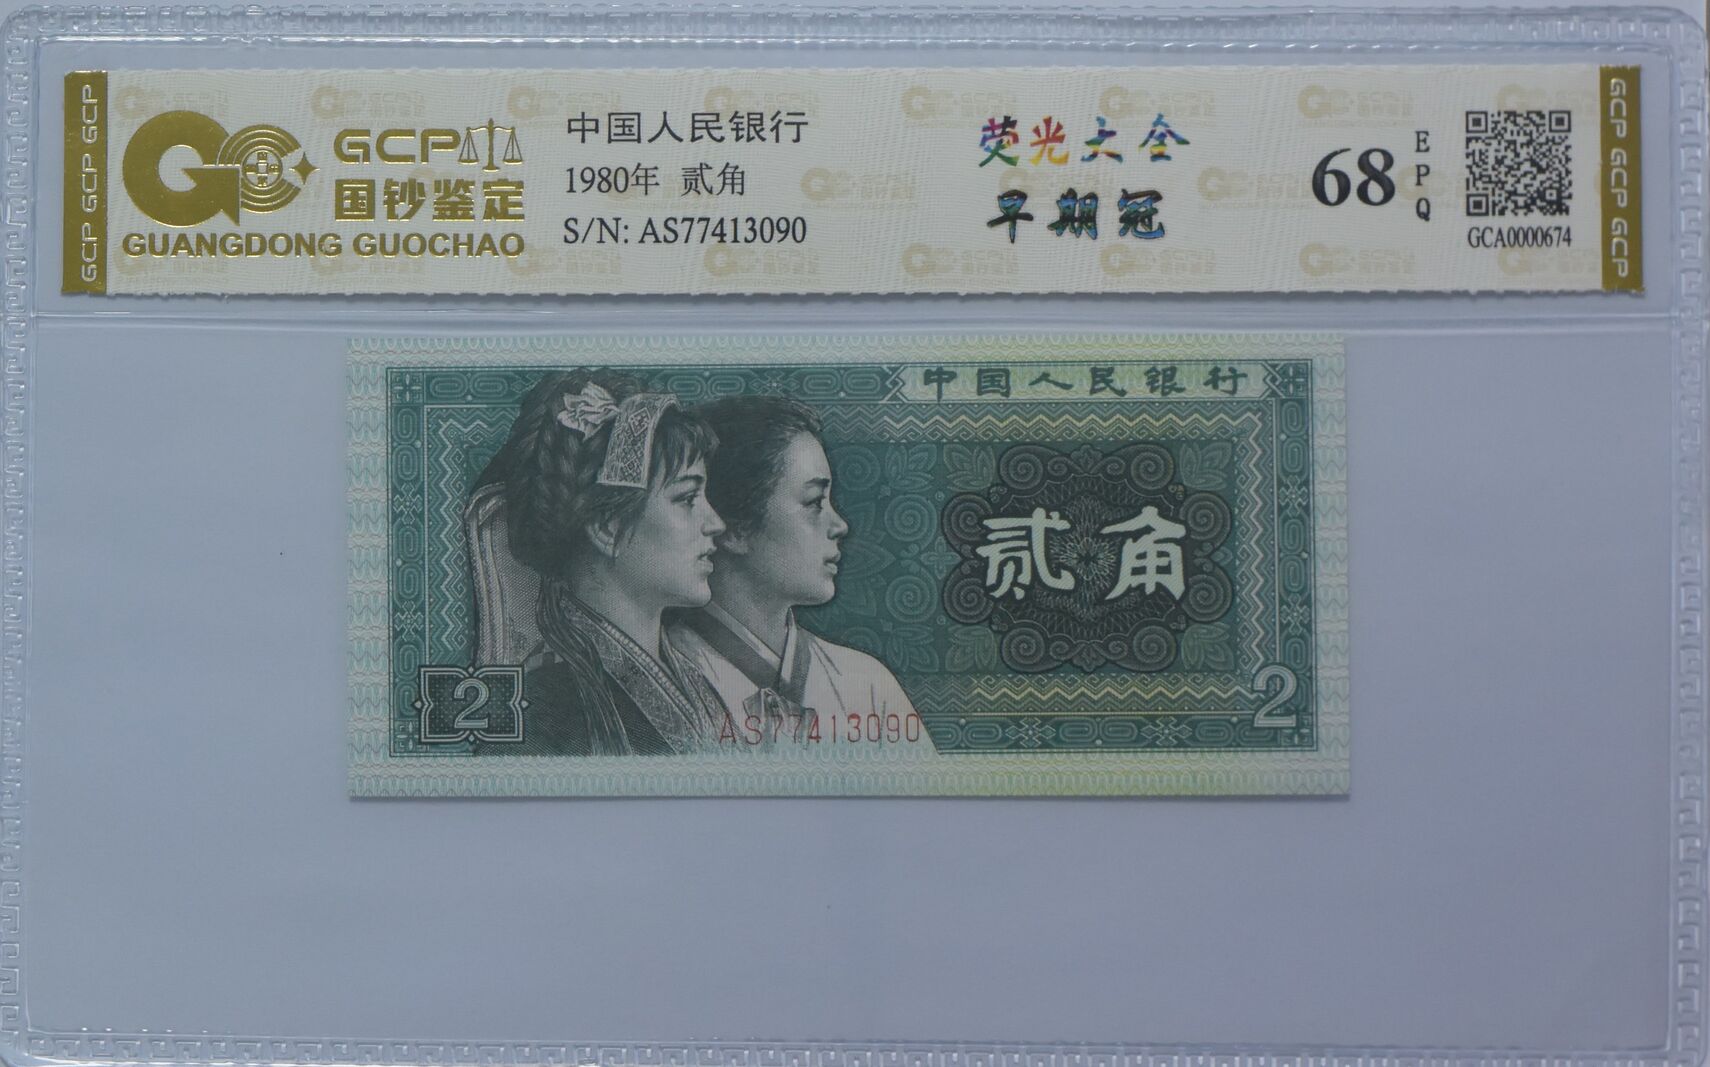 GCP GCP GCP
GCP
国钞鉴定
GUANGDONG GUOCHAO
中国人民银行
1980年 贰角
S/N: AS77413090
荧光大全
早期冠
68
EPQ
GCA0000674
GCP GCP GCP
中国人民银行
贰角
2
2
AS77413090